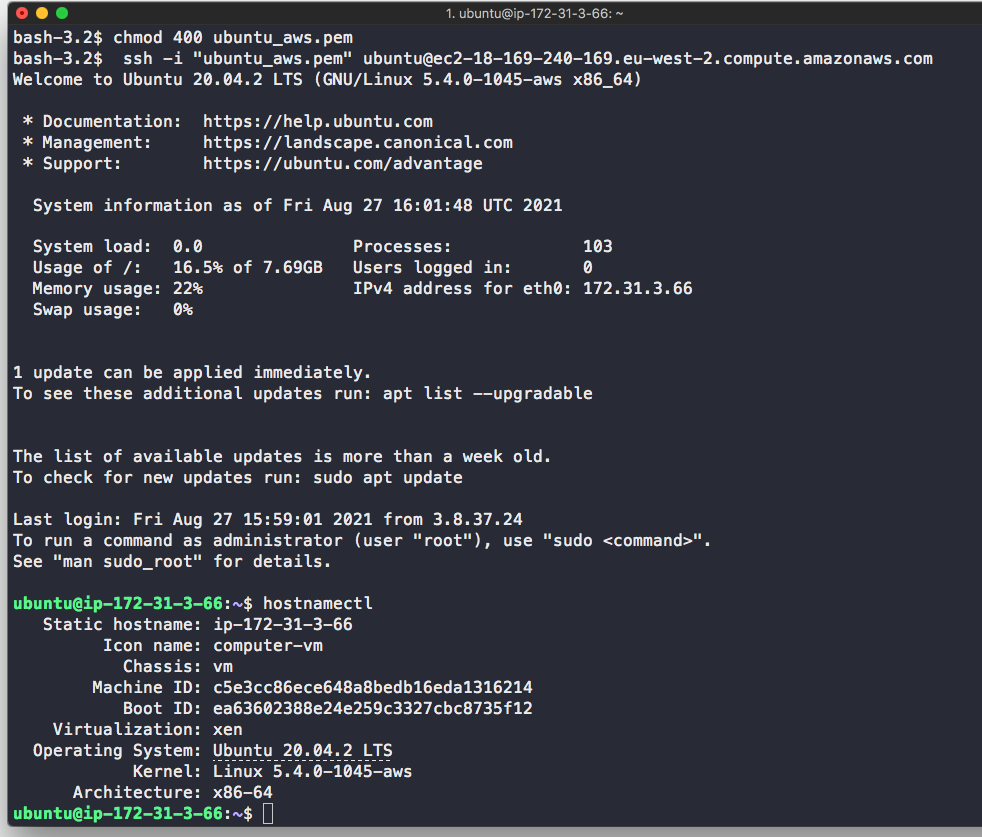 1. ubuntu@ip-172-31-3-66: ~
bash-3.2$ chmod 400 ubuntu_aws.pem
bash-3.2$  ssh -i "ubuntu_aws.pem" ubuntu@ec2-18-169-240-169.eu-west-2.compute.amazonaws.com
Welcome to Ubuntu 20.04.2 LTS (GNU/Linux 5.4.0-1045-aws x86_64)
* Documentation:  https://help.ubuntu.com
* Management:     https://landscape.canonical.com
* Support:        https://ubuntu.com/advantage
System information as of Fri Aug 27 16:01:48 UTC 2021
System load:  0.0               Processes:             103
Usage of /:   16.5% of 7.69GB   Users logged in:       0
Memory usage: 22%               IPv4 address for eth0: 172.31.3.66
Swap usage:   0%
1 update can be applied immediately.
To see these additional updates run: apt list --upgradable
The list of available updates is more than a week old.
To check for new updates run: sudo apt update
Last login: Fri Aug 27 15:59:01 2021 from 3.8.37.24
To run a command as administrator (user "root"), use "sudo <command>".
See "man sudo_root" for details.
ubuntu@ip-172-31-3-66:~$ hostnamectl
Static hostname: ip-172-31-3-66
Icon name: computer-vm
Chassis: vm
Machine ID: c5e3cc86ece648a8bedb16eda1316214
Boot ID: ea63602388e24e259c3327cbc8735f12
Virtualization: xen
Operating System: Ubuntu 20.04.2 LTS
Kernel: Linux 5.4.0-1045-aws
Architecture: x86-64
ubuntu@ip-172-31-3-66:~$